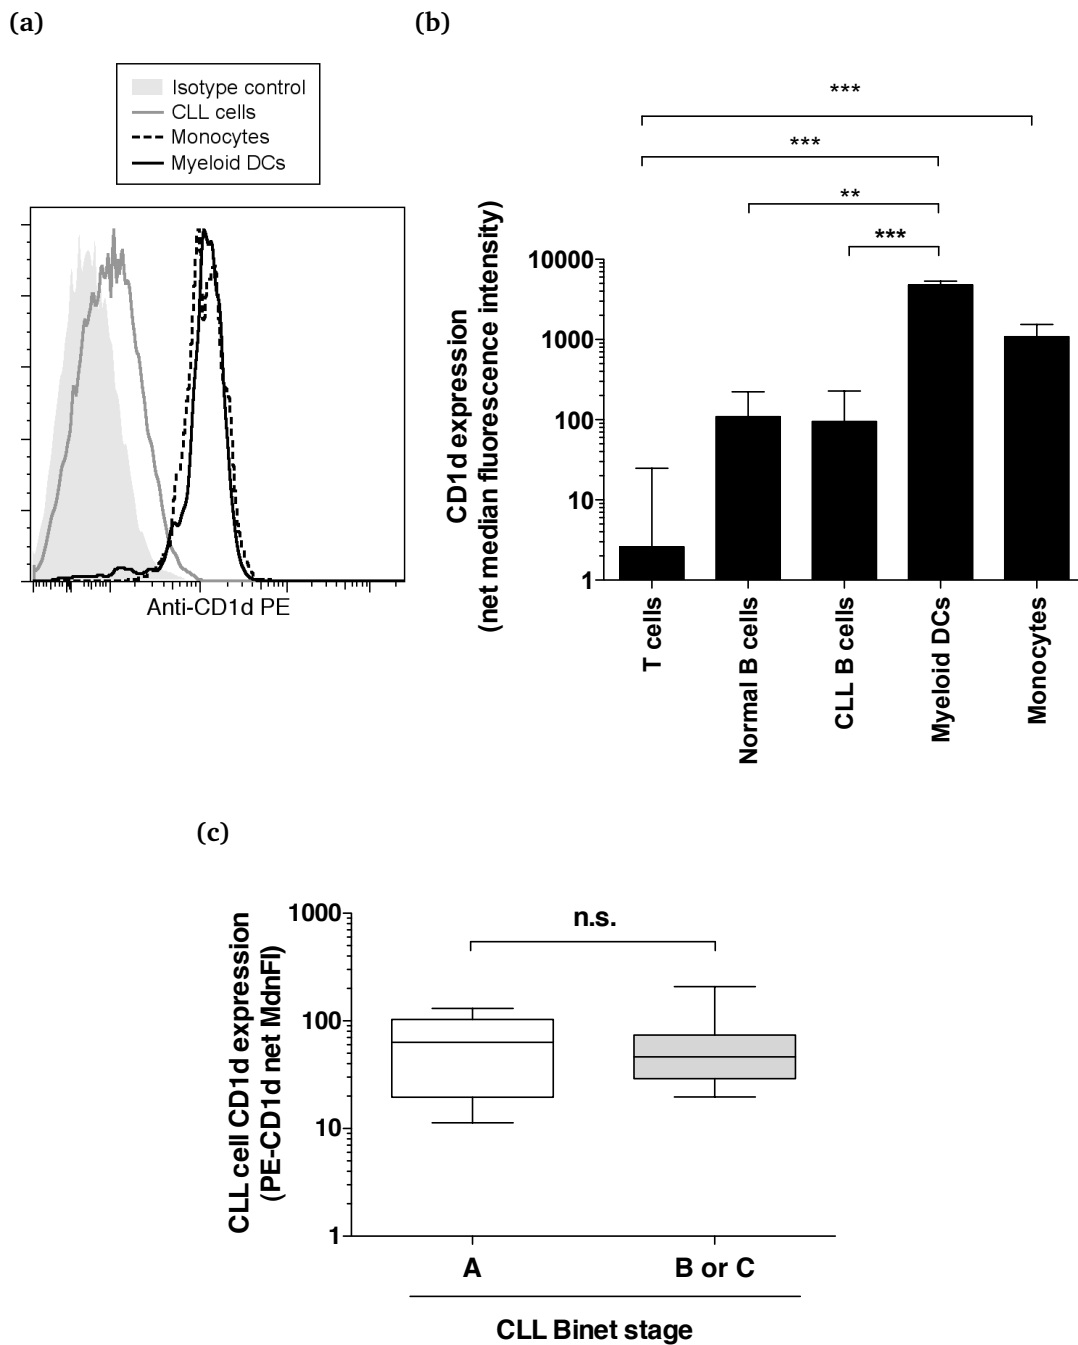 (a)
Isotype control
CLL cells
Monocytes
Myeloid DCs
Anti-CD1d PE
(b)
***
***
**
***
CD1d expression
(net median fluorescence intensity)
10000
1000
100
10
1
T cells
Normal B cells
CLL B cells
Myeloid DCs
Monocytes
(c)
CLL cell CD1d expression
(PE-CD1d net MdnFI)
1000
100
10
1
n.s.
A
B or C
CLL Binet stage